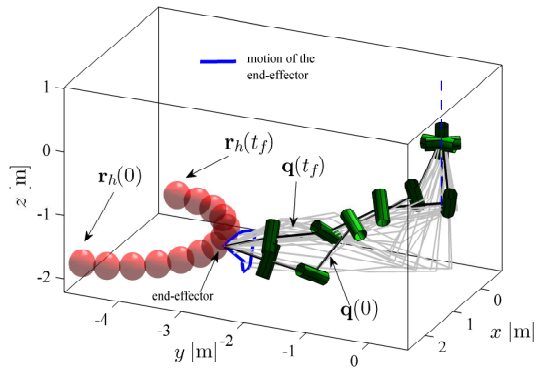 motion of the
end-effector
1
0
-1
-2
z [m]
r_h(0)
r_h(t_f)
q(t_f)
q(0)
end-effector
-4
-3
-2
-1
0
y [m]
0
1
2
x [m]